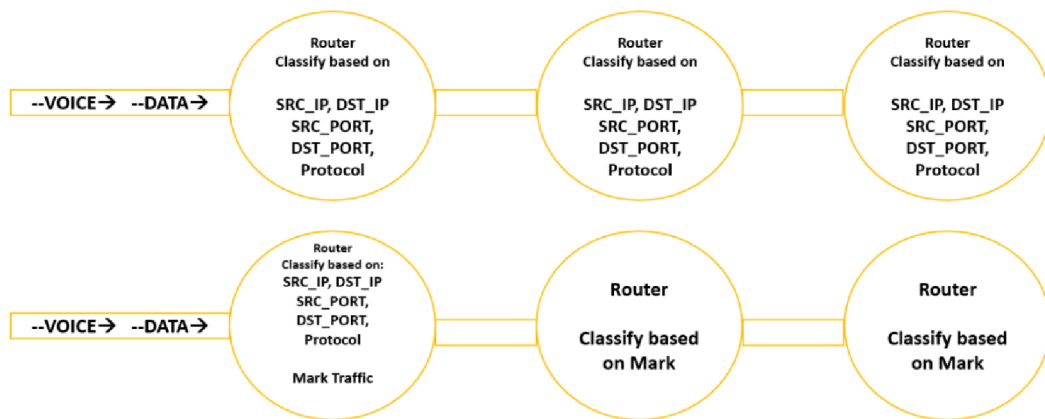 --VOICE→ --DATA→
Router
Classify based on
SRC_IP, DST_IP
SRC_PORT,
DST_PORT,
Protocol
Router
Classify based on
SRC_IP, DST_IP
SRC_PORT,
DST_PORT,
Protocol
Router
Classify based on
SRC_IP, DST_IP
SRC_PORT,
DST_PORT,
Protocol
--VOICE→ --DATA→
Router
Classify based on:
SRC_IP, DST_IP
SRC_PORT,
DST_PORT,
Protocol
Mark Traffic
Router
Classify based
on Mark
Router
Classify based
on Mark